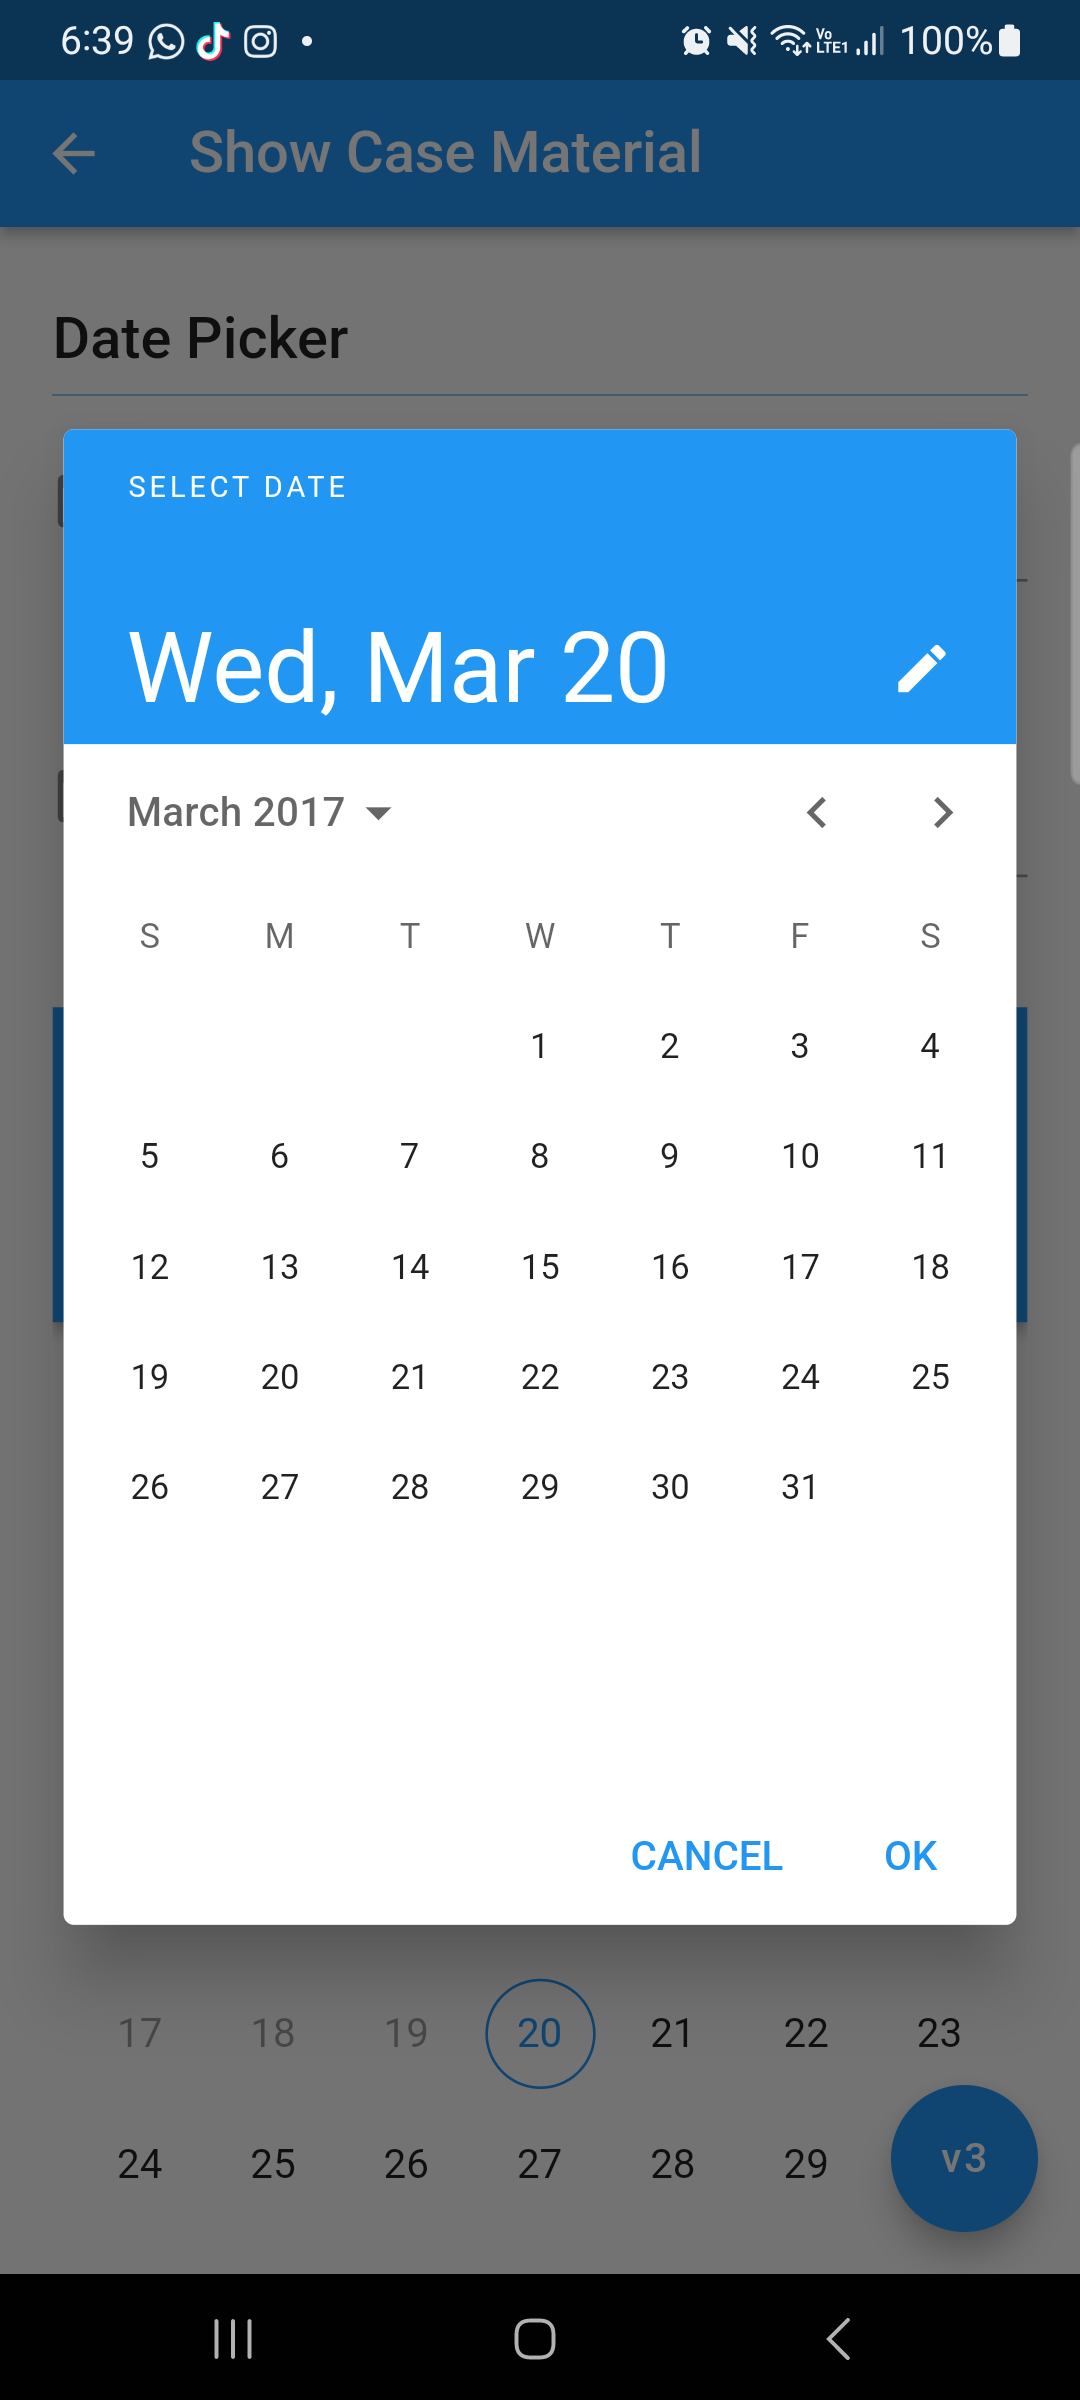 6:39 Vo LTE1 100%
Show Case Material
Date Picker
SELECT DATE
Wed, Mar 20
March 2017
S M T W T F S
1 2 3 4
5 6 7 8 9 10 11
12 13 14 15 16 17 18
19 20 21 22 23 24 25
26 27 28 29 30 31
CANCEL OK
17 18 19 20 21 22 23
24 25 26 27 28 29
v3